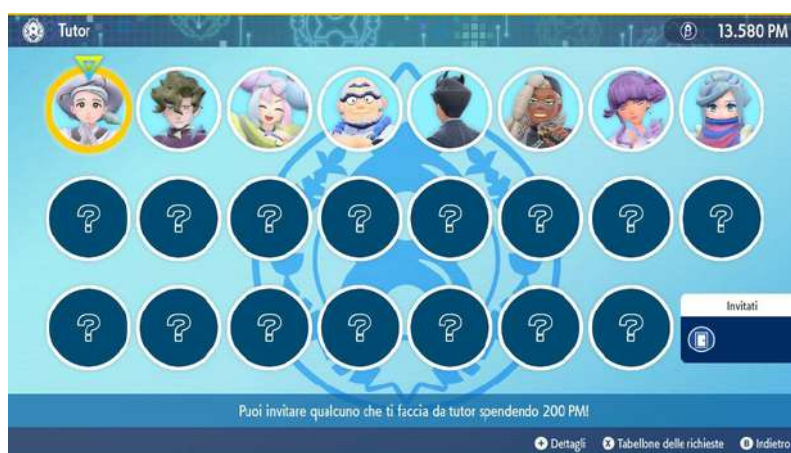 Tutor
13.580 PM
? ? ? ? ? ? ? ?
? ? ? ? ? ? ?
Invitati
Puoi invitare qualcuno che ti faccia da tutor spendendo 200 PM!
+ Dettagli X Tabellone delle richieste B Indietro